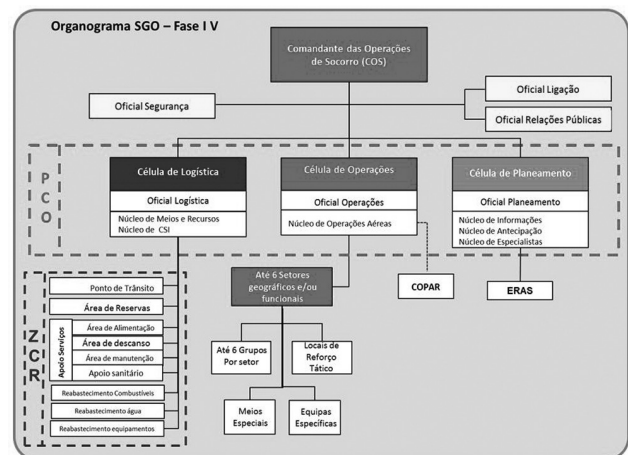 Organograma SGO – Fase I V
Comandante das Operações
de Socorro (COS)
Oficial Segurança
Oficial Ligação
Oficial Relações Públicas
PCO
Célula de Logística
Oficial Logística
Núcleo de Meios e Recursos
Núcleo de CSI
Célula de Operações
Oficial Operações
Núcleo de Operações Aéreas
Célula de Planeamento
Oficial Planeamento
Núcleo de Informações
Núcleo de Antecipação
Núcleo de Especialistas
ZCR
Ponto de Trânsito
Área de Reservas
Apoio Serviços
Área de Alimentação
Área de descanso
Área de manutenção
Apoio sanitário
Reabastecimento Combustíveis
Reabastecimento água
Reabastecimento equipamentos
Até 6 Setores
geográficos e/ou
funcionais
COPAR
ERAS
Até 6 Grupos
Por setor
Locais de
Reforço
Tático
Meios
Especiais
Equipas
Específicas